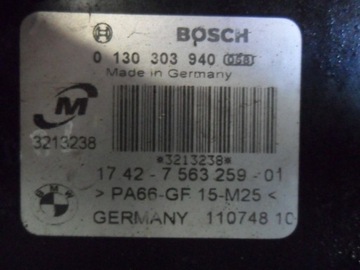 BOSCH
0 130 303 940
Made in Germany
M
3213238
*3213238*
17 42 - 7 563 259 - 01
BMW
> PA66-GF 15-M25 <
GERMANY 110748 10